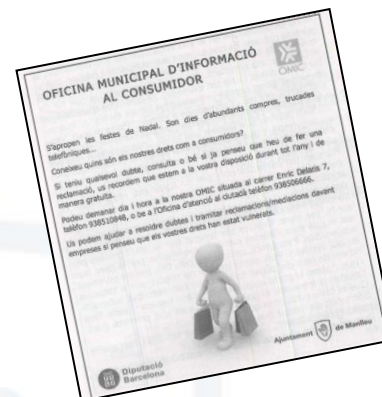 OFICINA MUNICIPAL D'INFORMACIÓ
AL CONSUMIDOR
OMIC
S'apropen les festes de Nadal. Són dies d'abundants compres, trucades
telefòniques...
Coneixeu quins són els nostres drets com a consumidors?
Si teniu qualsevol dubte, consulta o bé si ja penseu que heu de fer una
reclamació, us recordem que estem a la vostra disposició durant tot l'any i de
manera gratuïta.
Podeu demanar dia i hora a la nostra OMIC situada al carrer Enric Delaris 7,
telèfon 938510848, o be a l'Oficina d'atenció al ciutadà telèfon 938506666.
Us podem ajudar a resoldre dubtes i tramitar reclamacions/mediacions davant
empreses si penseu que els vostres drets han estat vulnerats.
Diputació
Barcelona
Ajuntament de Manlleu